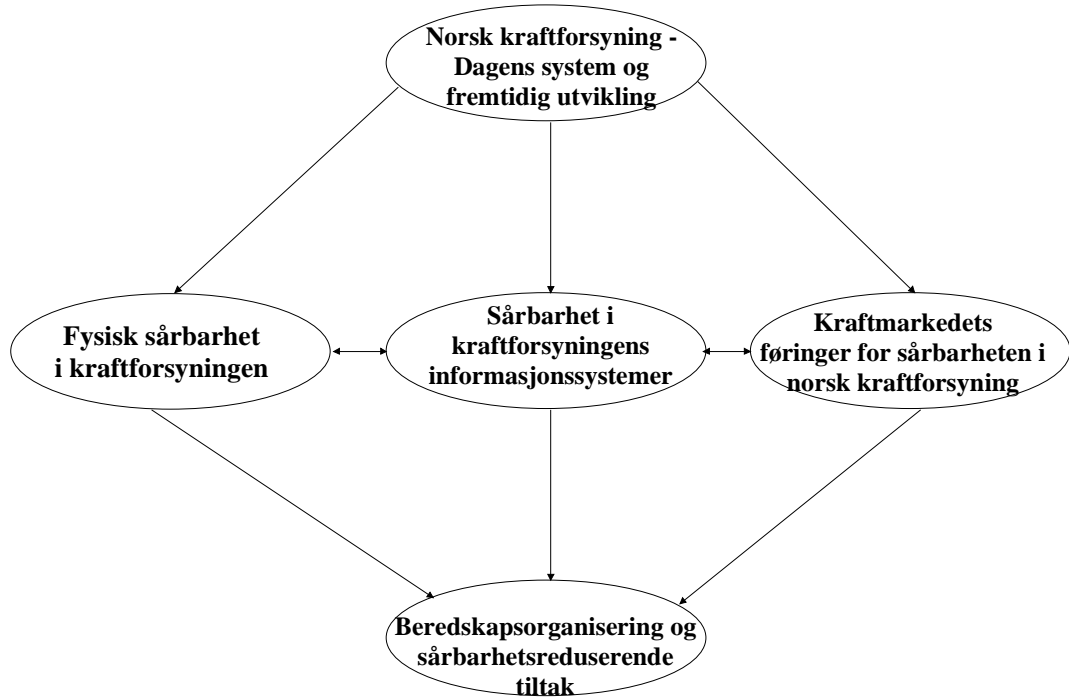 Norsk kraftforsyning -
Dagens system og
fremtidig utvikling
Fysisk sårbarhet
i kraftforsyningen
Sårbarhet i
kraftforsyningens
informasjonssystemer
Kraftmarkedets
føringer for sårbarheten i
norsk kraftforsyning
Beredskapsorganisering og
sårbarhetsreduserende
tiltak